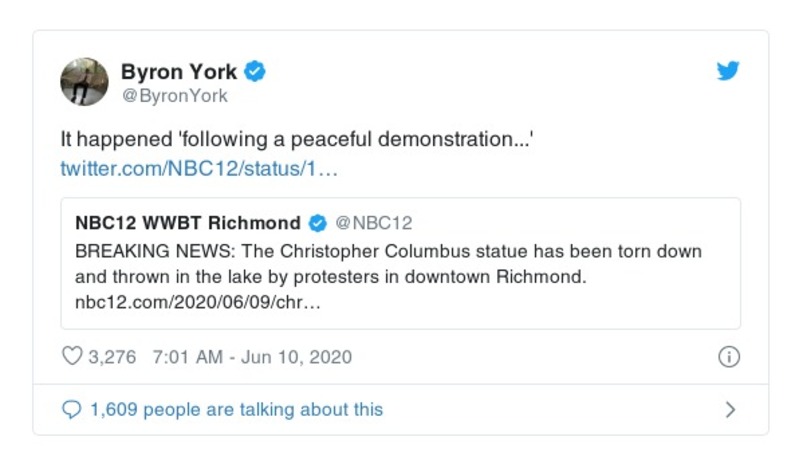 Byron York
@ByronYork
It happened 'following a peaceful demonstration...'
twitter.com/NBC12/status/1…
NBC12 WWBT Richmond @NBC12
BREAKING NEWS: The Christopher Columbus statue has been torn down
and thrown in the lake by protesters in downtown Richmond.
nbc12.com/2020/06/09/chr…
3,276 7:01 AM - Jun 10, 2020
1,609 people are talking about this